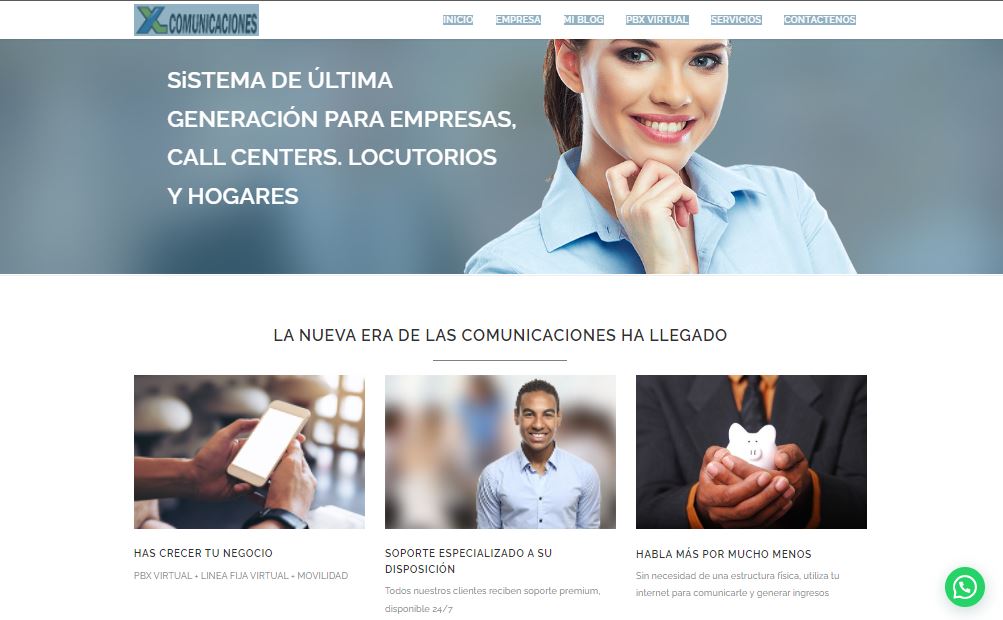 XL COMUNICACIONES
INICIO EMPRESA MI BLOG PBX VIRTUAL SERVICIOS CONTACTENOS
SiSTEMA DE ÚLTIMA
GENERACIÓN PARA EMPRESAS,
CALL CENTERS. LOCUTORIOS
Y HOGARES
LA NUEVA ERA DE LAS COMUNICACIONES HA LLEGADO
HAS CRECER TU NEGOCIO
PBX VIRTUAL + LINEA FIJA VIRTUAL = MOVILIDAD
SOPORTE ESPECIALIZADO A SU
DISPOSICIÓN
Todos nuestros clientes reciben soporte premium,
disponible 24/7
HABLA MÁS POR MUCHO MENOS
Sin necesidad de una estructura física, utiliza tu
internet para comunicarle y generar ingresos